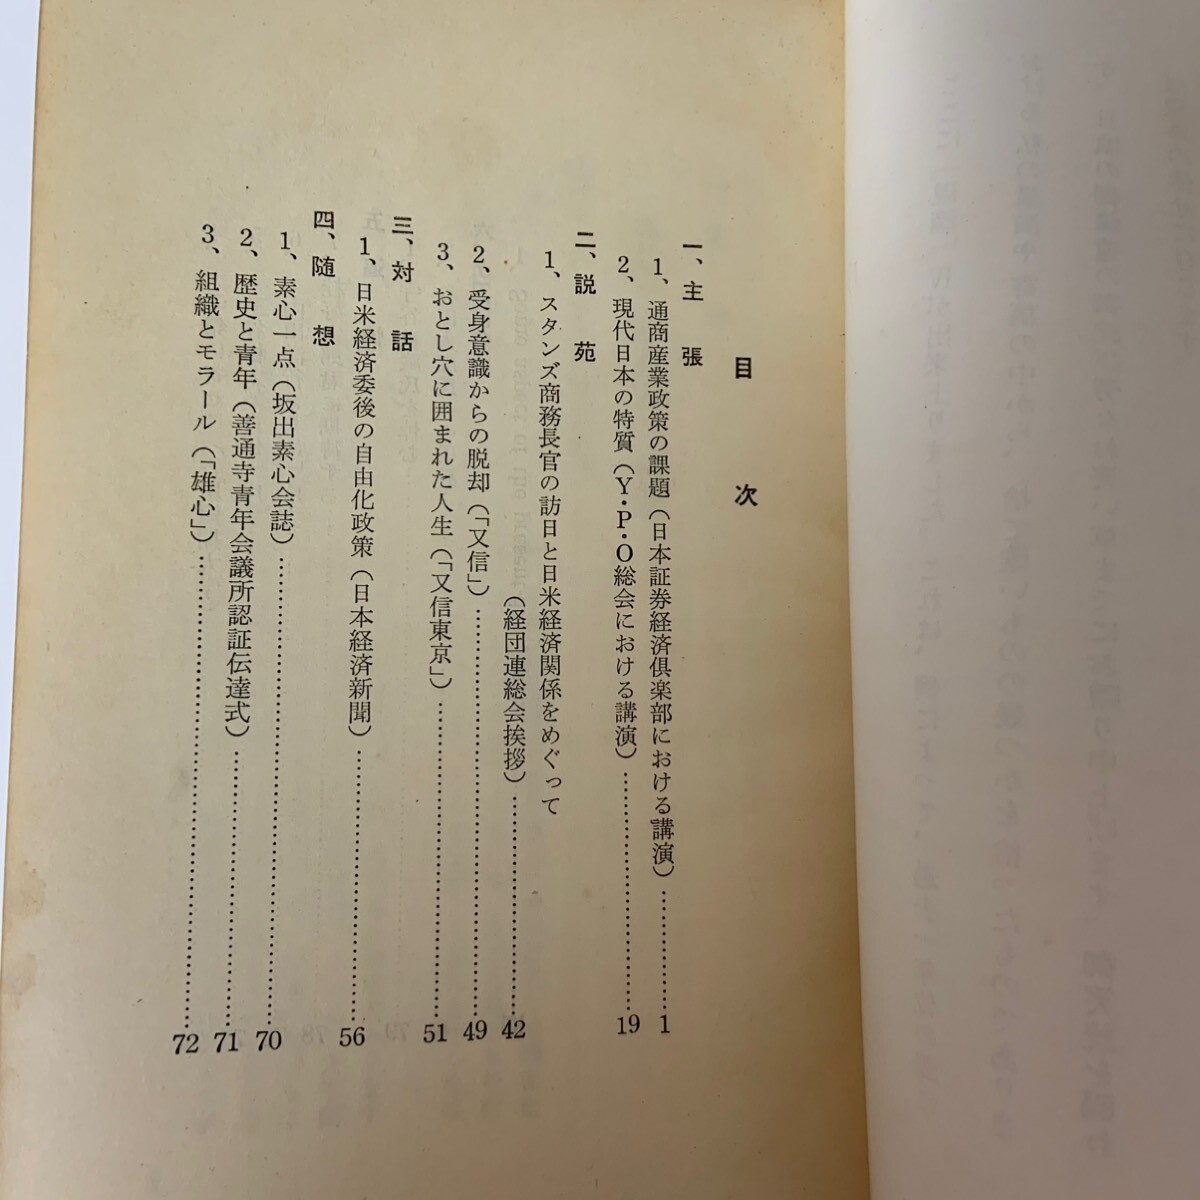 目次
一、主張
1、通商産業政策の課題（日本証券経済倶楽部における講演）…………1
2、現代日本の特質（Y・P・O総会における講演）…………19
二、説苑
1、スタンズ商務長官の訪日と日米経済関係をめぐって
（経団連総会挨拶）…………42
2、受身意識からの脱却（「又信」）…………49
3、おとし穴に囲まれた人生（「又信東京」）…………51
三、対話
1、日米経済委後の自由化政策（日本経済新聞）…………56
四、随想
1、素心一点（坂出素心会誌）…………70
2、歴史と青年（善通寺青年会議所認証伝達式）…………71
3、組織とモラール（「雄心」）…………72